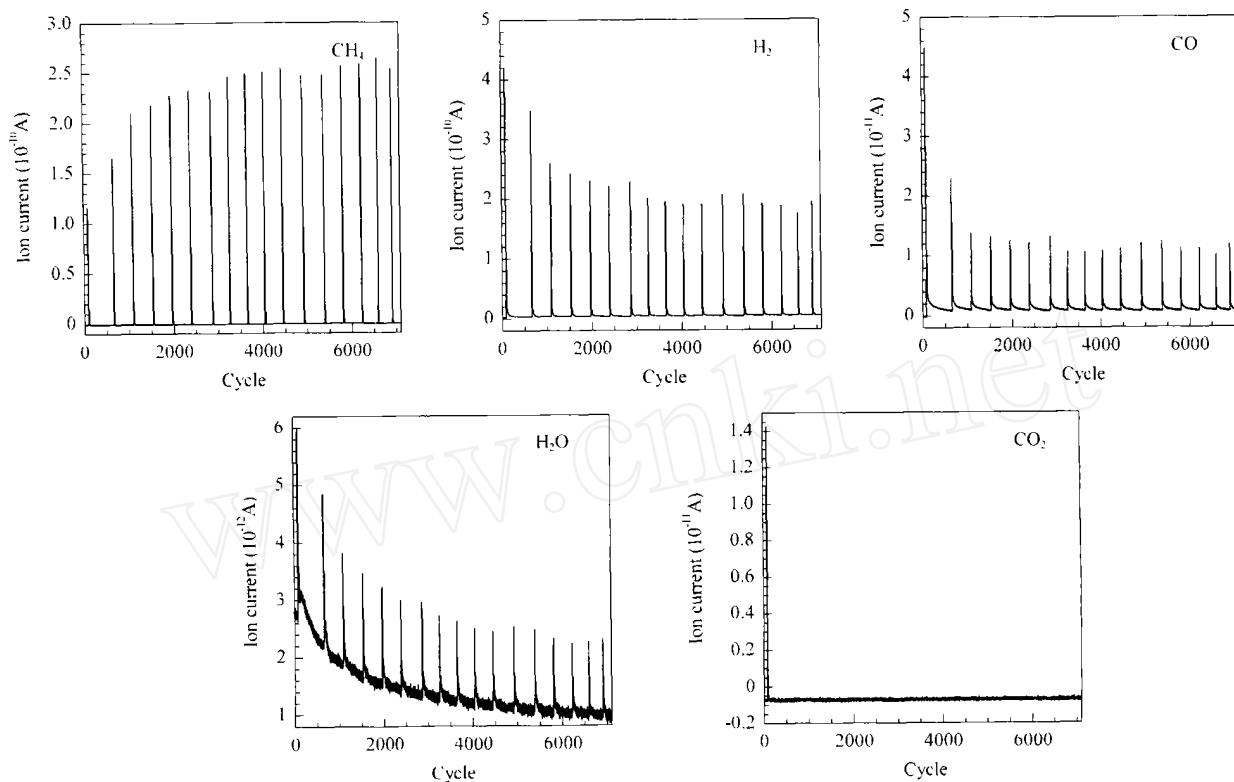 3.0
2.5
2.0
1.5
1.0
0.5
0
Ion current (10⁻¹⁰A)
CH₄
0 2000 4000 6000
Cycle
5
4
3
2
1
0
Ion current (10⁻¹⁰A)
H₂
0 2000 4000 6000
Cycle
5
4
3
2
1
0
Ion current (10⁻¹¹A)
CO
0 2000 4000 6000
Cycle
6
5
4
3
2
1
Ion current (10⁻¹²A)
H₂O
0 2000 4000 6000
Cycle
1.4
1.2
1.0
0.8
0.6
0.4
0.2
0
-0.2
Ion current (10⁻¹¹A)
CO₂
0 2000 4000 6000
Cycle
www.cnki.net